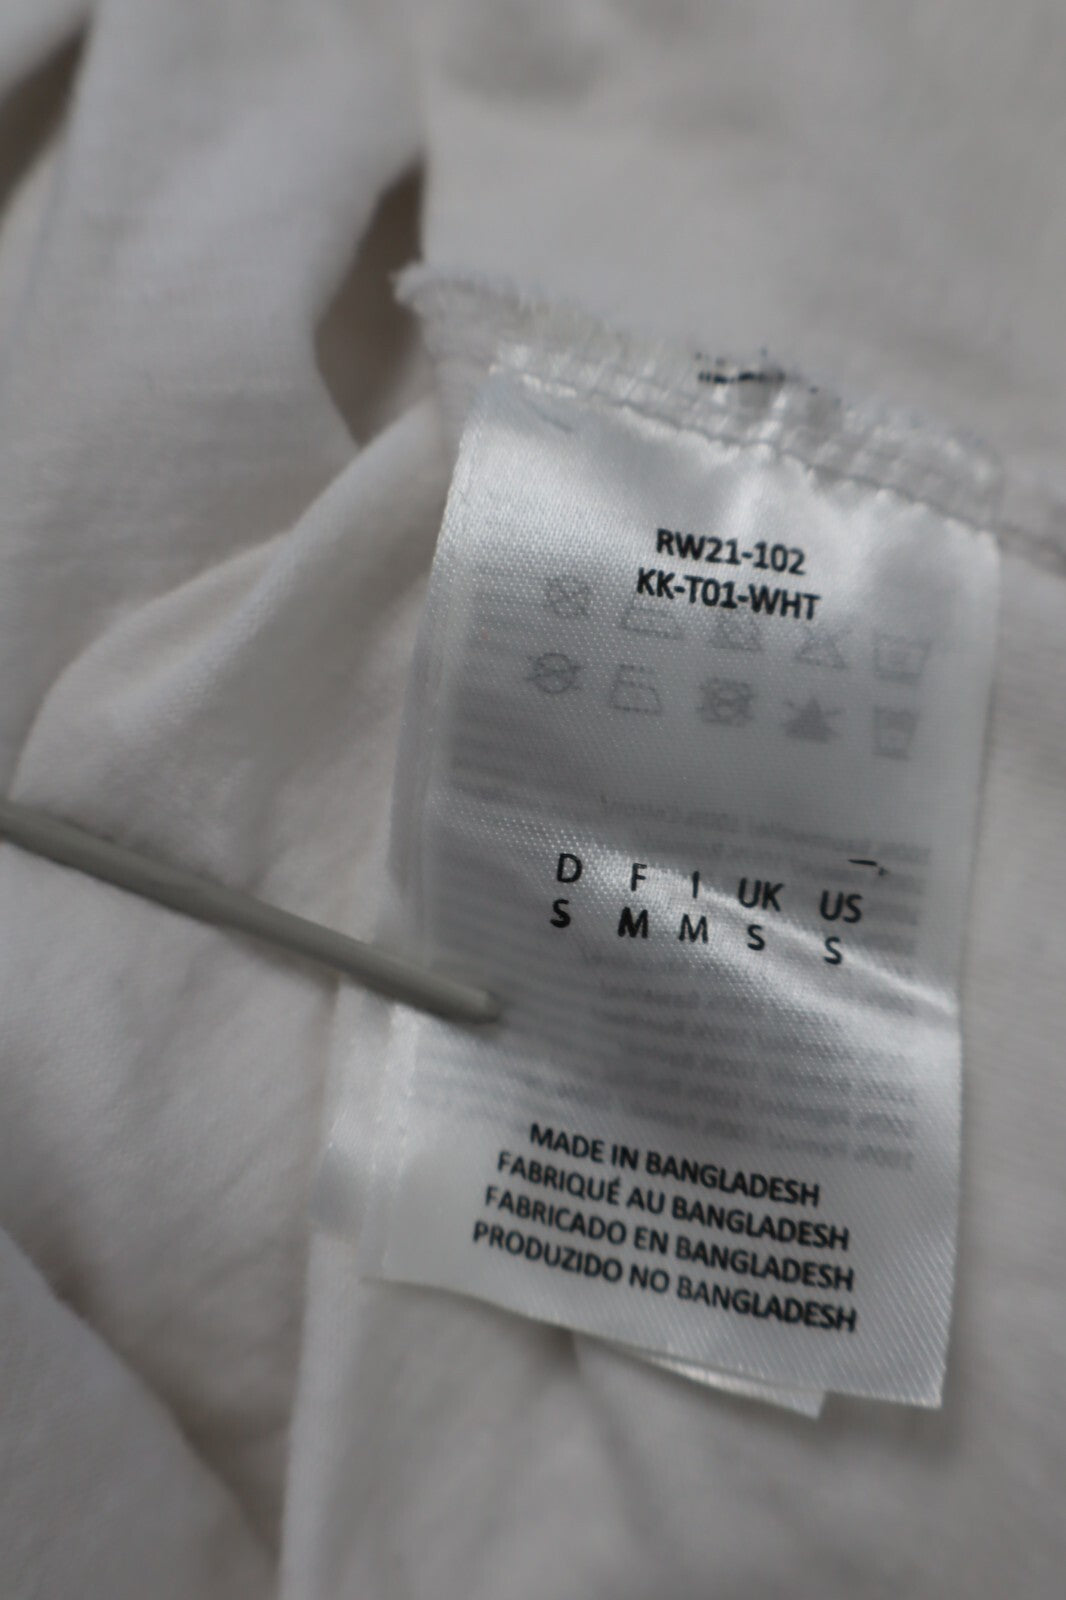 RW21-102
KK-T01-WHT
D F I UK US
S M M S S
MADE IN BANGLADESH
FABRIQUÉ AU BANGLADESH
FABRICADO EN BANGLADESH
PRODUZIDO NO BANGLADESH